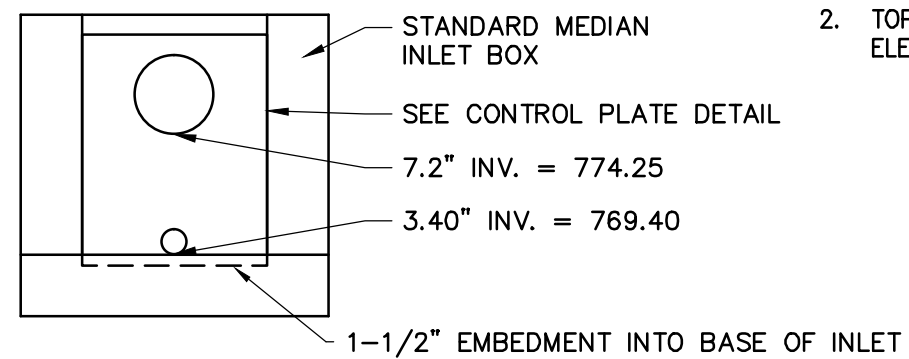 STANDARD MEDIAN
INLET BOX
SEE CONTROL PLATE DETAIL
7.2" INV. = 774.25
3.40" INV. = 769.40
1-1/2" EMBEDMENT INTO BASE OF INLET
2.